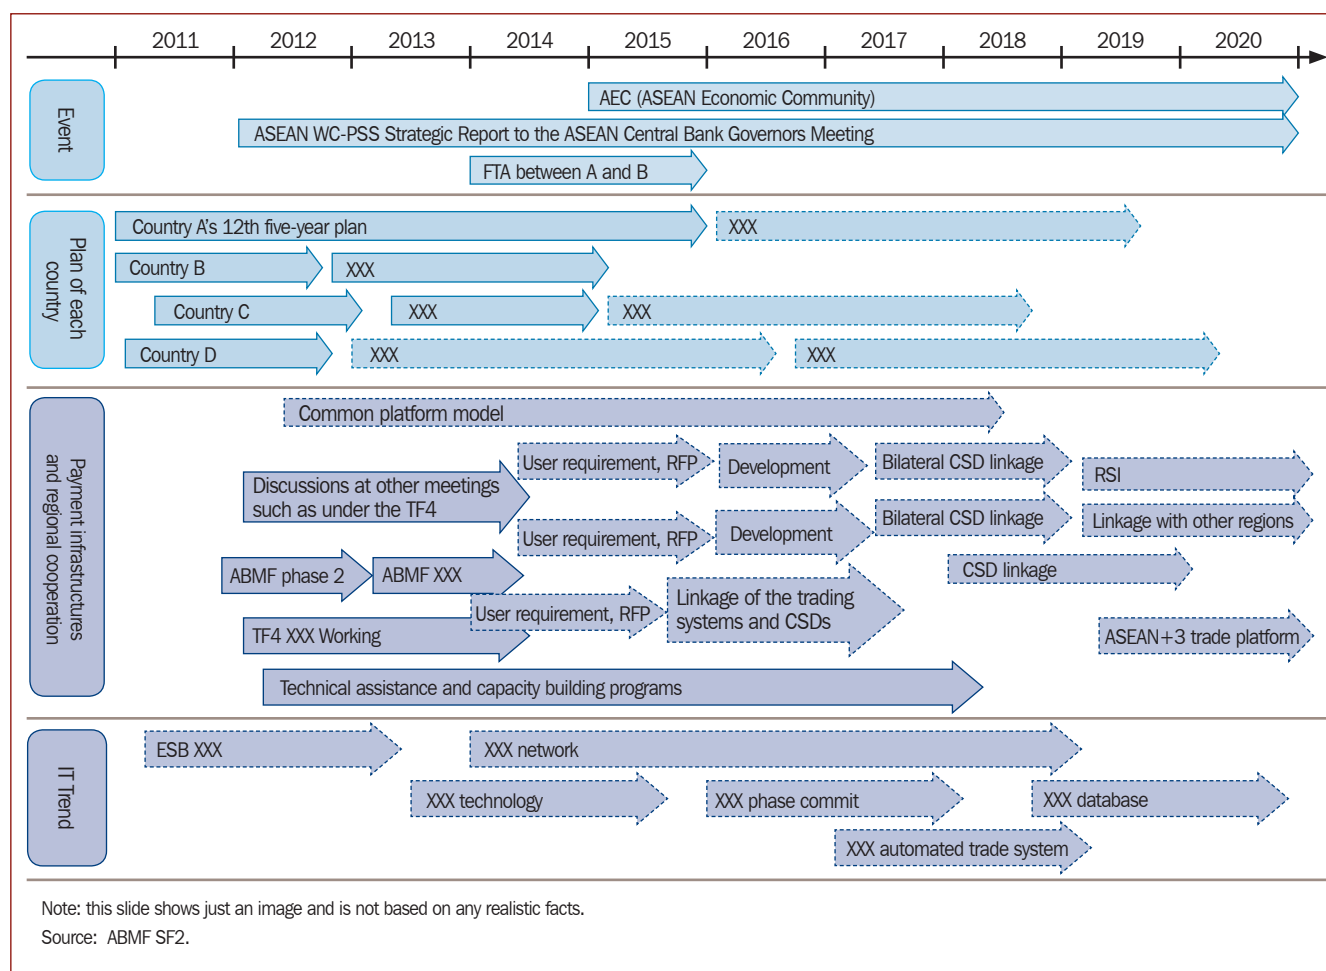 2011 2012 2013 2014 2015 2016 2017 2018 2019 2020
Event
AEC (ASEAN Economic Community)
ASEAN WC-PSS Strategic Report to the ASEAN Central Bank Governors Meeting
FTA between A and B
Plan of each
country
Country A's 12th five-year plan
XXX
Country B
XXX
Country C
XXX
XXX
Country D
XXX
XXX
Payment infrastructures
and regional cooperation
Common platform model
User requirement, RFP
Development
Bilateral CSD linkage
RSI
Discussions at other meetings
such as under the TF4
User requirement, RFP
Development
Bilateral CSD linkage
Linkage with other regions
ABMF phase 2
ABMF XXX
CSD linkage
User requirement, RFP
Linkage of the trading
systems and CSDs
TF4 XXX Working
ASEAN+3 trade platform
Technical assistance and capacity building programs
IT Trend
ESB XXX
XXX network
XXX technology
XXX phase commit
XXX database
XXX automated trade system
Note: this slide shows just an image and is not based on any realistic facts.
Source: ABMF SF2.